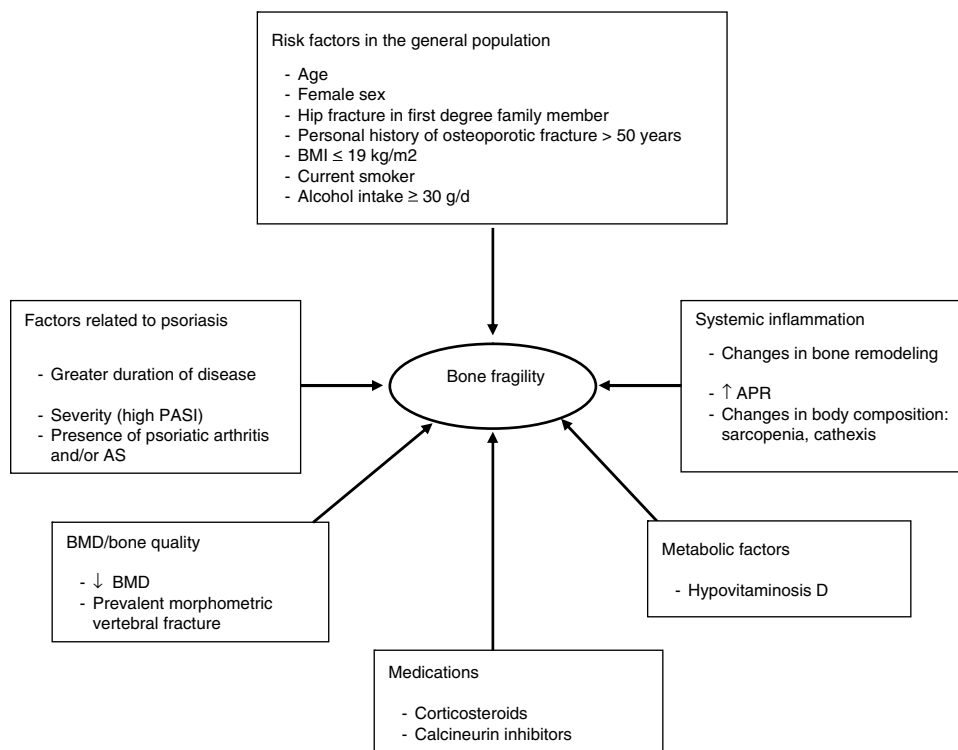 Risk factors in the general population
- Age
- Female sex
- Hip fracture in first degree family member
- Personal history of osteoporotic fracture > 50 years
- BMI ≤ 19 kg/m2
- Current smoker
- Alcohol intake ≥ 30 g/d
Factors related to psoriasis
- Greater duration of disease
- Severity (high PASI)
- Presence of psoriatic arthritis
and/or AS
Bone fragility
Systemic inflammation
- Changes in bone remodeling
- ↑ APR
- Changes in body composition:
sarcopenia, cathexis
BMD/bone quality
- ↓ BMD
- Prevalent morphometric
vertebral fracture
Metabolic factors
- Hypovitaminosis D
Medications
- Corticosteroids
- Calcineurin inhibitors